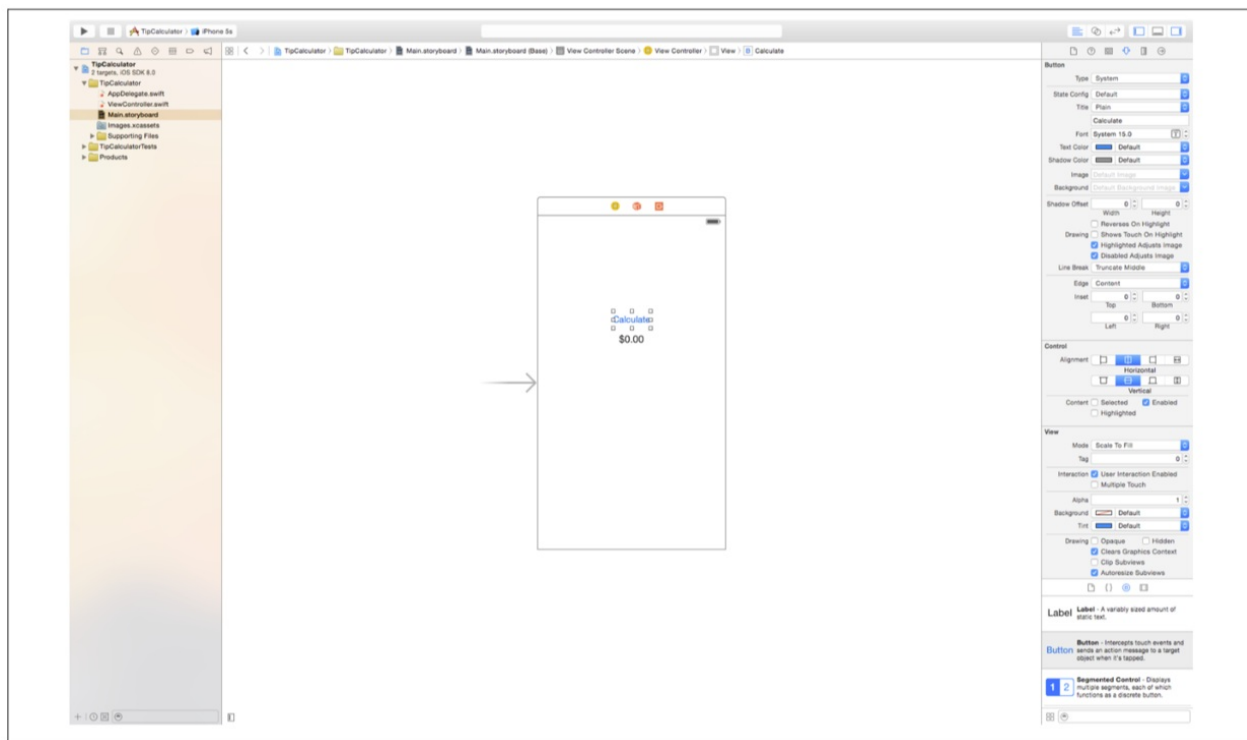 TipCalculator iPhone 5s
TipCalculator TipCalculator Main.storyboard Main.storyboard (Base) View Controller Scene View Controller View Calculate
TipCalculator
2 targets, iOS SDK 8.0
TipCalculator
AppDelegate.swift
ViewController.swift
Main.storyboard
Images.xcassets
Supporting Files
TipCalculatorTests
Products
Calculate
$0.00
Button
Type System
State Config Default
Title Plain
Calculate
Font System 15.0
Text Color Default
Shadow Color Default
Image Default Image
Background Default Background Image
Shadow Offset 0 0
Width Height
Reverses On Highlight
Drawing Shows Touch On Highlight
Highlighted Adjusts Image
Disabled Adjusts Image
Line Break Truncate Middle
Edge Content
Inset 0 0
Top Bottom
0 0
Left Right
Control
Alignment
Horizontal
Vertical
Content Selected Enabled
Highlighted
View
Mode Scale To Fill
Tag 0
Interaction User Interaction Enabled
Multiple Touch
Alpha 1
Background Default
Tint Default
Drawing Opaque Hidden
Clears Graphics Context
Clip Subviews
Autoresize Subviews
Label Label - A variably sized amount of
static text.
Button - Intercepts touch events and
Button sends an action message to a target
object when it's tapped.
Segmented Control - Displays
1 2 multiple segments, each of which
functions as a discrete button.